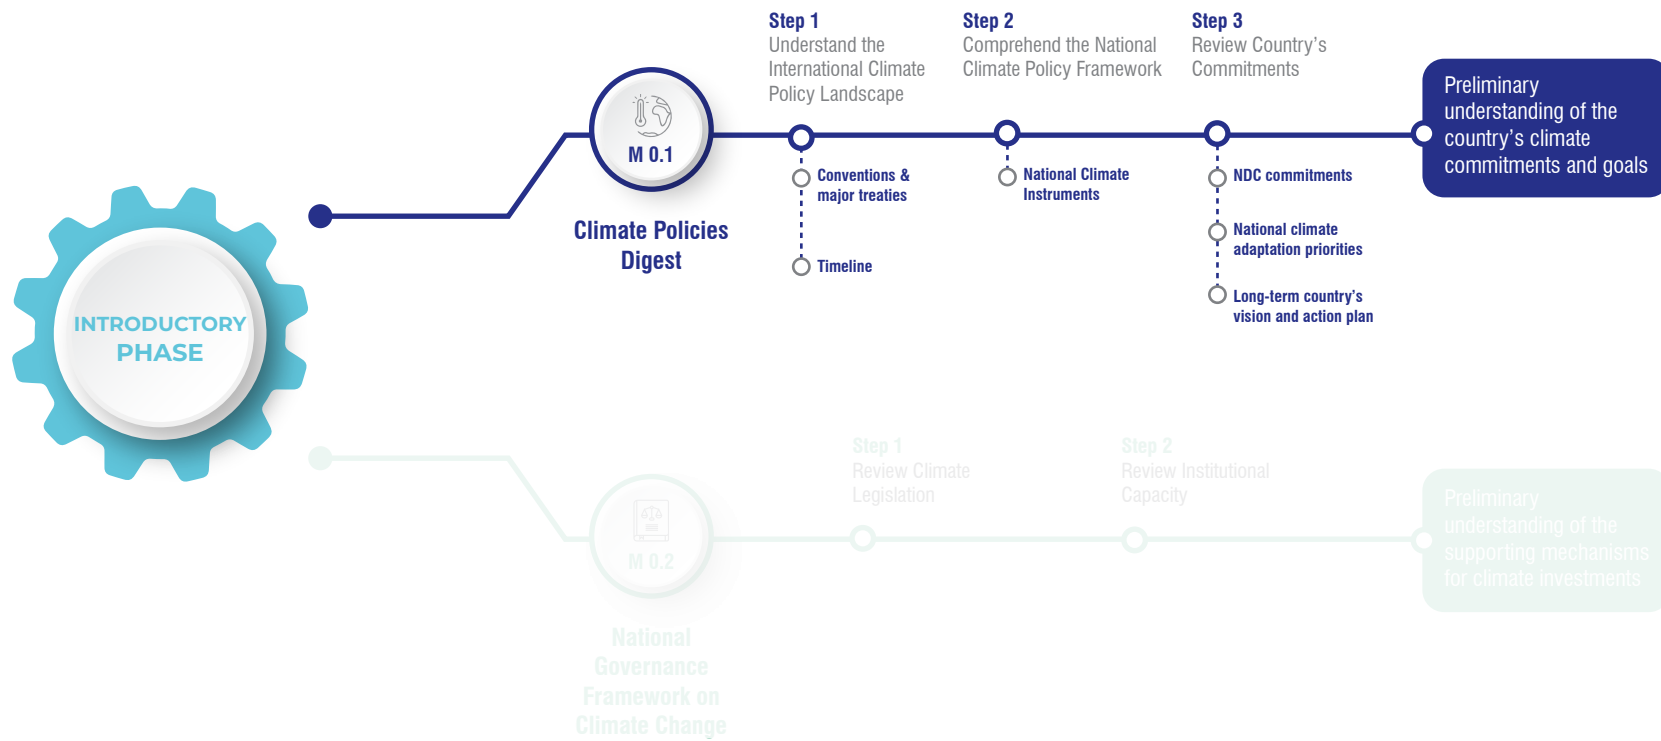 INTRODUCTORY
PHASE
M 0.1
Climate Policies
Digest
Step 1
Understand the
International Climate
Policy Landscape
Conventions &
major treaties
Timeline
Step 2
Comprehend the National
Climate Policy Framework
National Climate
Instruments
Step 3
Review Country’s
Commitments
NDC commitments
National climate
adaptation priorities
Long-term country’s
vision and action plan
Preliminary
understanding of the
country’s climate
commitments and goals
M 0.2
National
Governance
Framework on
Climate Change
Step 1
Review Climate
Legislation
Step 2
Review Institutional
Capacity
Preliminary
understanding of the
supporting mechanisms
for climate investments